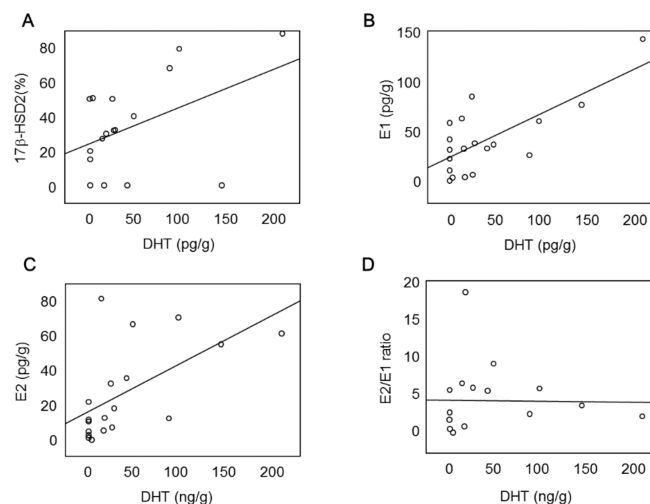 A
B
17β-HSD2(%)
80
60
40
20
0
0 50 100 150 200
DHT (pg/g)
E1 (pg/g)
150
100
50
0
0 50 100 150 200
DHT (pg/g)
C
D
E2 (pg/g)
80
60
40
20
0
0 50 100 150 200
DHT (ng/g)
E2/E1 ratio
20
15
10
5
0
0 50 100 150 200
DHT (ng/g)